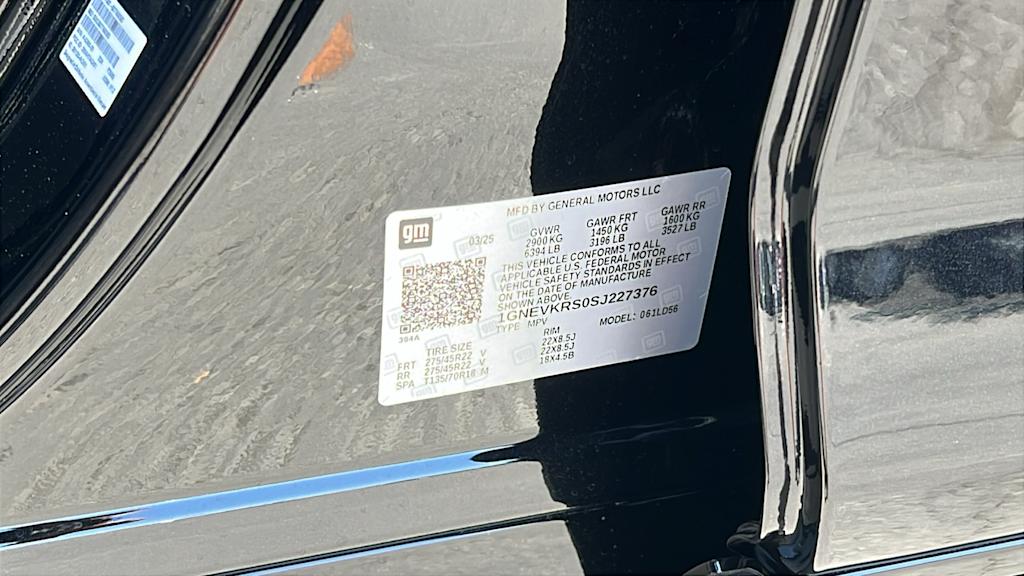 gm
MFD BY GENERAL MOTORS LLC
03/25
GVWR GAWR FRT GAWR RR
2900 KG 1450 KG 1600 KG
6394 LB 3196 LB 3527 LB
THIS VEHICLE CONFORMS TO ALL
APPLICABLE U.S. FEDERAL MOTOR
VEHICLE SAFETY STANDARDS IN EFFECT
ON THE DATE OF MANUFACTURE
SHOWN ABOVE.
1GNEVKRS0SJ227376
TYPE MPV MODEL: 061LD56
394A
TIRE SIZE RIM
FRT 275/45R22 V 22X8.5J
RR 275/45R22 V 22X8.5J
SPA T135/70R18 M 18X4.5B